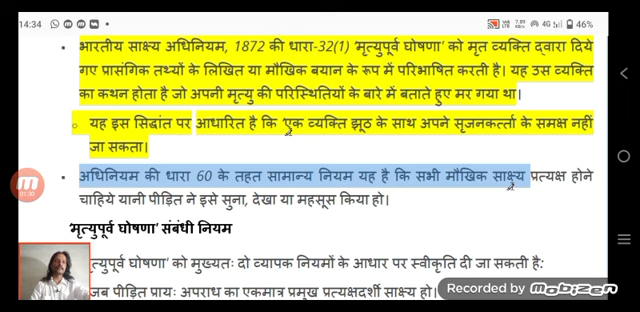 14:34
4G
46%
भारतीय साक्ष्य अधिनियम, 1872 की धारा-32(1) 'मृत्युपूर्व घोषणा' को मृत व्यक्ति द्वारा दिये
गए प्रासंगिक तथ्यों के लिखित या मौखिक बयान के रूप में परिभाषित करती है। यह उस व्यक्ति
का कथन होता है जो अपनी मृत्यु की परिस्थितियों के बारे में बताते हुए मर गया था।
यह इस सिद्धांत पर आधारित है कि 'एक व्यक्ति झूठ के साथ अपने सृजनकर्त्ता के समक्ष नहीं
जा सकता।
अधिनियम की धारा 60 के तहत सामान्य नियम यह है कि सभी मौखिक साक्ष्य प्रत्यक्ष होने
चाहिये यानी पीड़ित ने इसे सुना, देखा या महसूस किया हो।
'मृत्युपूर्व घोषणा' संबंधी नियम
मृत्युपूर्व घोषणा' को मुख्यतः दो व्यापक नियमों के आधार पर स्वीकृति दी जा सकती है:
जब पीड़ित प्रायः अपराध का एकमात्र प्रमुख प्रत्यक्षदर्शी साक्ष्य हो।
Recorded by mobizen